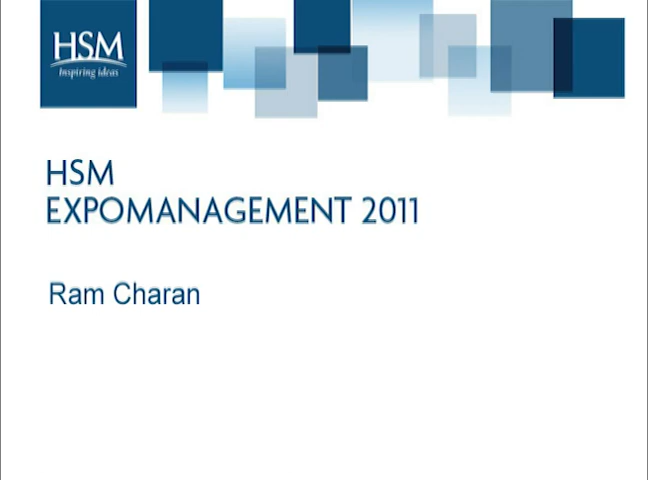 HSM
Inspiring ideas
HSM
EXPOMANAGEMENT 2011
Ram Charan